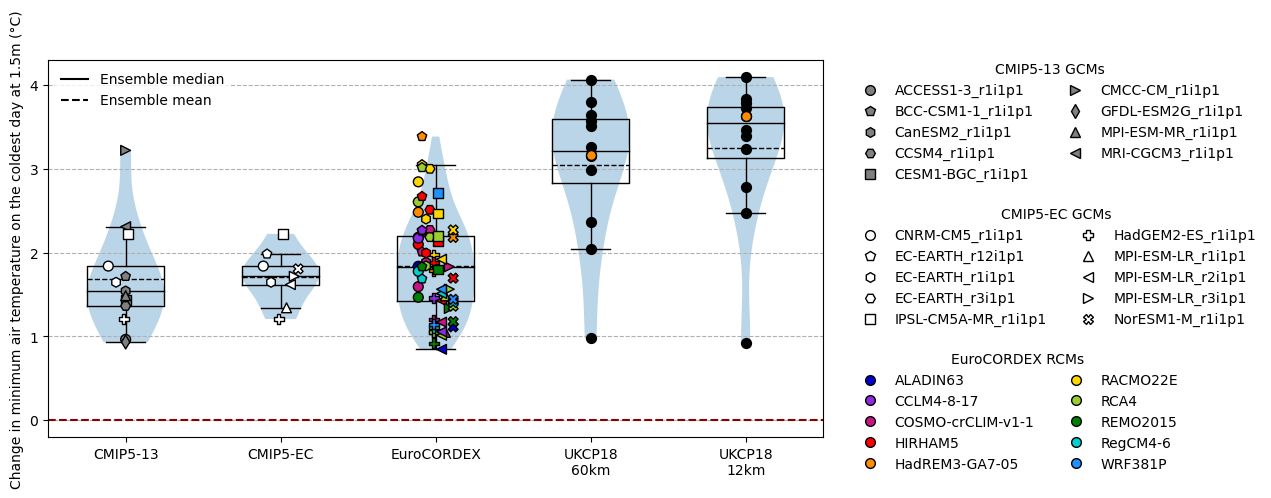 Change in minimum air temperature on the coldest day at 1.5m (°C)
Ensemble median
Ensemble mean
4
3
2
1
0
CMIP5-13
CMIP5-EC
EuroCORDEX
UKCP18
60km
UKCP18
12km
CMIP5-13 GCMs
ACCESS1-3_r1i1p1
BCC-CSM1-1_r1i1p1
CanESM2_r1i1p1
CCSM4_r1i1p1
CESM1-BGC_r1i1p1
CMCC-CM_r1i1p1
GFDL-ESM2G_r1i1p1
MPI-ESM-MR_r1i1p1
MRI-CGCM3_r1i1p1
CMIP5-EC GCMs
CNRM-CM5_r1i1p1
EC-EARTH_r12i1p1
EC-EARTH_r1i1p1
EC-EARTH_r3i1p1
IPSL-CM5A-MR_r1i1p1
HadGEM2-ES_r1i1p1
MPI-ESM-LR_r1i1p1
MPI-ESM-LR_r2i1p1
MPI-ESM-LR_r3i1p1
NorESM1-M_r1i1p1
EuroCORDEX RCMs
ALADIN63
CCLM4-8-17
COSMO-crCLIM-v1-1
HIRHAM5
HadREM3-GA7-05
RACMO22E
RCA4
REMO2015
RegCM4-6
WRF381P